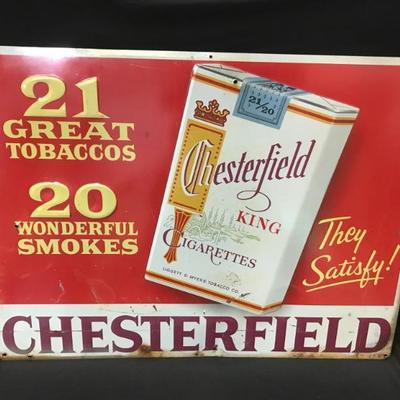 21
GREAT
TOBACCOS
20
WONDERFUL
SMOKES
21/20
Chesterfield
KING
CIGARETTES
LIGGETT & MYERS TOBACCO CO.
They
Satisfy!
CHESTERFIELD